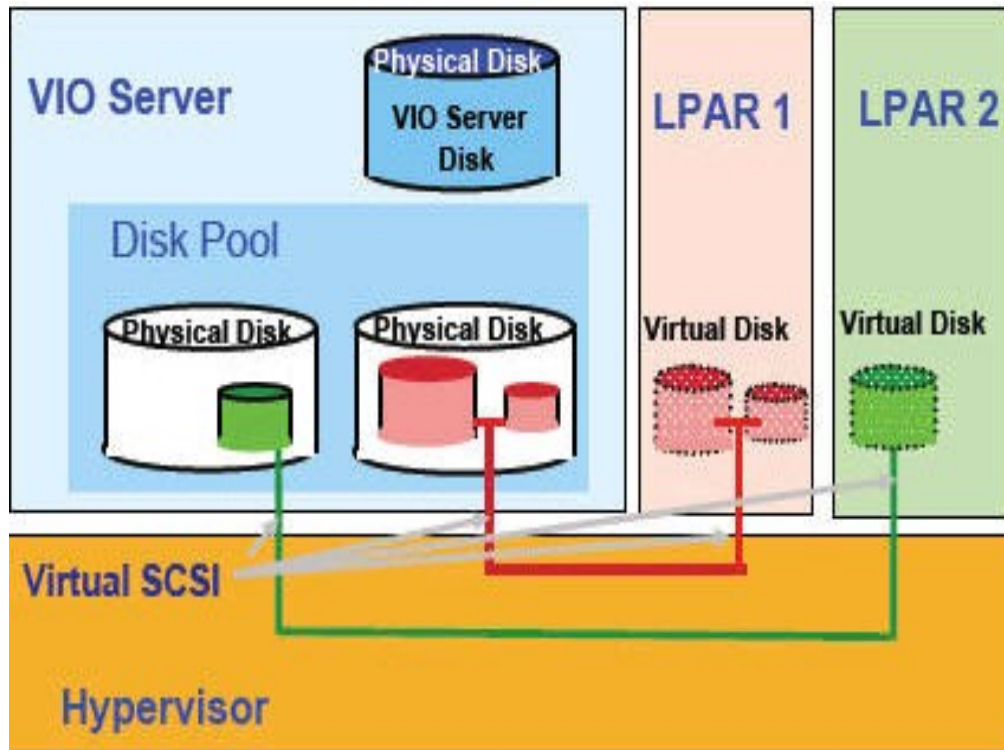 VIO Server
Physical Disk
VIO Server
Disk
LPAR 1
LPAR 2
Disk Pool
Physical Disk
Physical Disk
Virtual Disk
Virtual Disk
Virtual SCSI
Hypervisor